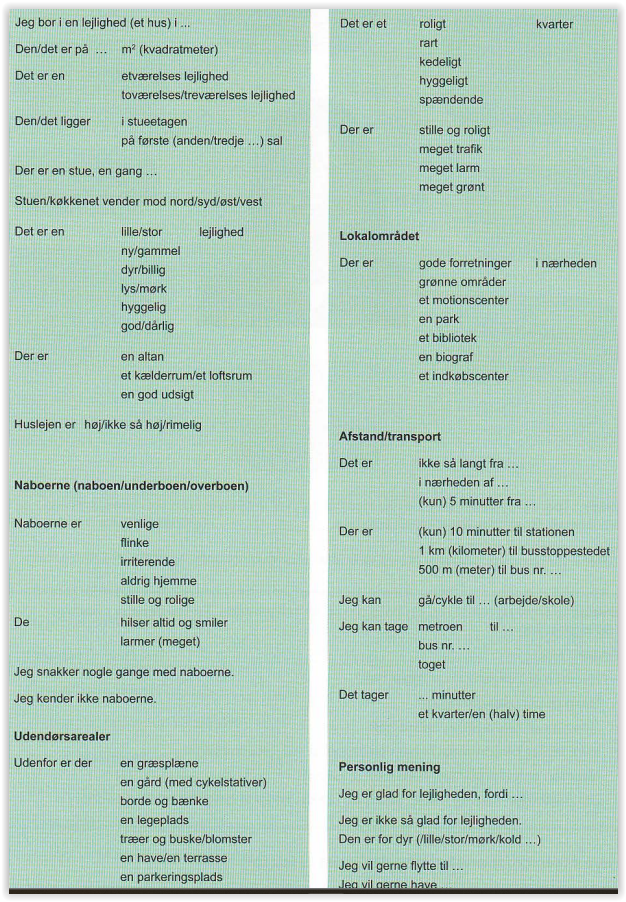 Jeg bor i en lejlighed (et hus) i ...
Den/det er på … m² (kvadratmeter)
Det er en etværelses lejlighed
toværelses/treværelses lejlighed
Den/det ligger i stueetagen
på første (anden/tredje …) sal
Der er en stue, en gang …
Stuen/køkkenet vender mod nord/syd/øst/vest
Det er en lille/stor lejlighed
ny/gammel
dyr/billig
lys/mørk
hyggelig
god/dårlig
Der er en altan
et kælderrum/et loftsrum
en god udsigt
Huslejen er høj/ikke så høj/rimelig
Naboerne (naboen/underboen/overboen)
Naboerne er venlige
flinke
irriterende
aldrig hjemme
stille og rolige
De hilser altid og smiler
larmer (meget)
Jeg snakker nogle gange med naboerne.
Jeg kender ikke naboerne.
Udendørsarealer
Udenfor er der en græsplæne
en gård (med cykelstativer)
borde og bænke
en legeplads
træer og buske/blomster
en have/en terrasse
en parkeringsplads
Det er et roligt kvarter
rart
kedeligt
hyggeligt
spændende
Der er stille og roligt
meget trafik
meget larm
meget grønt
Lokalområdet
Der er gode forretninger i nærheden
grønne områder
et motionscenter
en park
et bibliotek
en biograf
et indkøbscenter
Afstand/transport
Det er ikke så langt fra …
i nærheden af …
(kun) 5 minutter fra …
Der er (kun) 10 minutter til stationen
1 km (kilometer) til busstoppestedet
500 m (meter) til bus nr. …
Jeg kan gå/cykle til … (arbejde/skole)
Jeg kan tage metroen til …
bus nr. …
toget
Det tager ... minutter
et kvarter/en (halv) time
Personlig mening
Jeg er glad for lejligheden, fordi …
Jeg er ikke så glad for lejligheden.
Den er for dyr (/lille/stor/mørk/kold …)
Jeg vil gerne flytte til …
Jeg vil gerne have